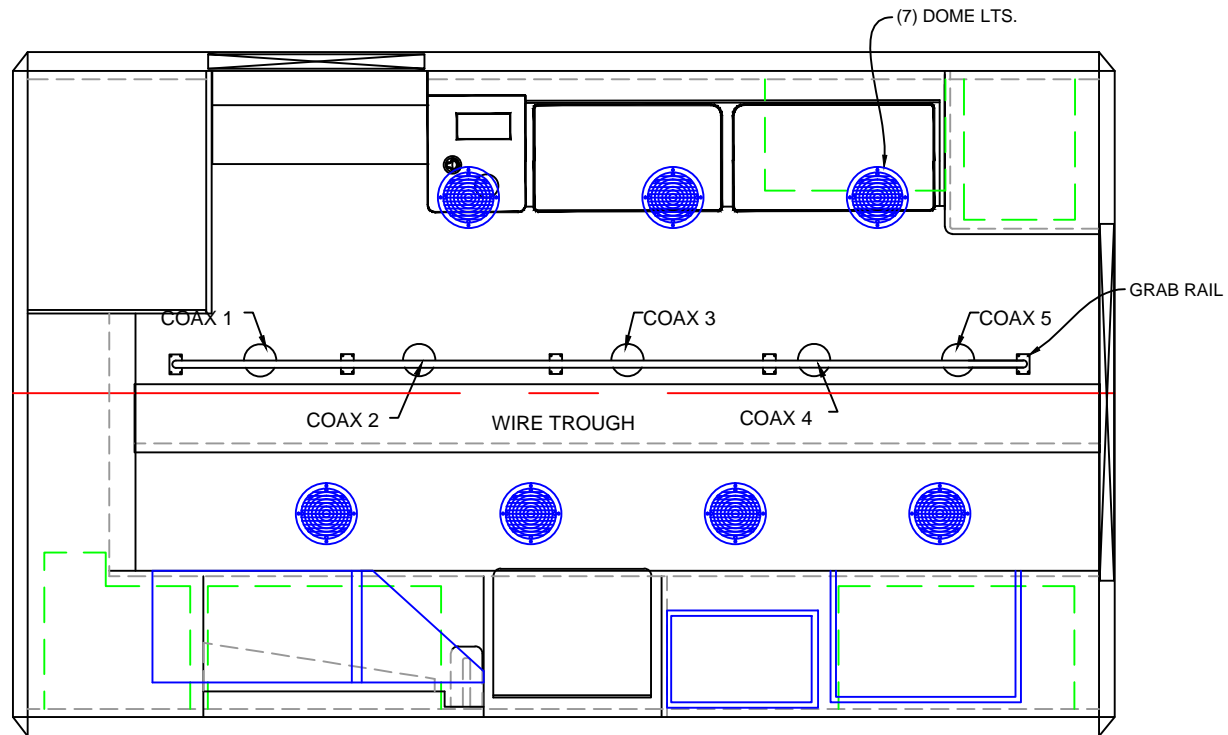 (7) DOME LTS.
GRAB RAIL
COAX 1
COAX 3
COAX 5
COAX 2
WIRE TROUGH
COAX 4